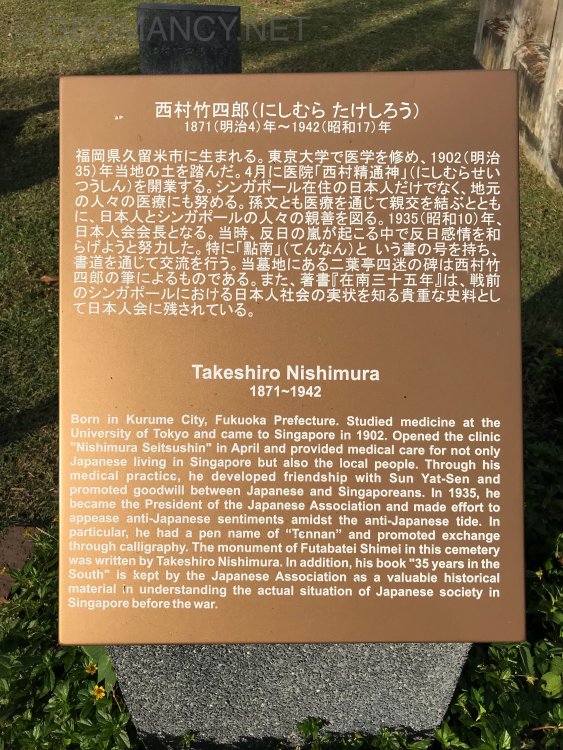 © GEOMANCY.NET
西村竹四郎(にしむら たけしろう)
1871(明治4)年～1942(昭和17)年
福岡県久留米市に生まれる。東京大学で医学を修め、1902(明治
35)年当地の土を踏んだ。4月に医院「西村精通神」(にしむらせい
つうしん)を開業する。シンガポール在住の日本人だけでなく、地元
の人々の医療にも努める。孫文とも医療を通じて親交を結ぶととも
に、日本人とシンガポールの人々の親善を図る。1935(昭和10)年、
日本人会会長となる。当時、反日の嵐が起こる中で反日感情を和
らげようと努力した。特に「點南」(てんなん)と いう書の号を持ち、
書道を通じて交流を行う。当墓地にある二葉亭四迷の碑は西村竹
四郎の筆によるものである。また、著書『在南三十五年』は、戦前
のシンガポールにおける日本人社会の実状を知る貴重な史料とし
て日本人会に残されている。
Takeshiro Nishimura
1871~1942
Born in Kurume City, Fukuoka Prefecture. Studied medicine at the
University of Tokyo and came to Singapore in 1902. Opened the clinic
"Nishimura Seitsushin" in April and provided medical care for not only
Japanese living in Singapore but also the local people. Through his
medical practice, he developed friendship with Sun Yat-Sen and
promoted goodwill between Japanese and Singaporeans. In 1935, he
became the President of the Japanese Association and made effort to
appease anti-Japanese sentiments amidst the anti-Japanese tide. In
particular, he had a pen name of “Tennan” and promoted exchange
through calligraphy. The monument of Futabatei Shimei in this cemetery
was written by Takeshiro Nishimura. In addition, his book "35 years in the
South" is kept by the Japanese Association as a valuable historical
material in understanding the actual situation of Japanese society in
Singapore before the war.